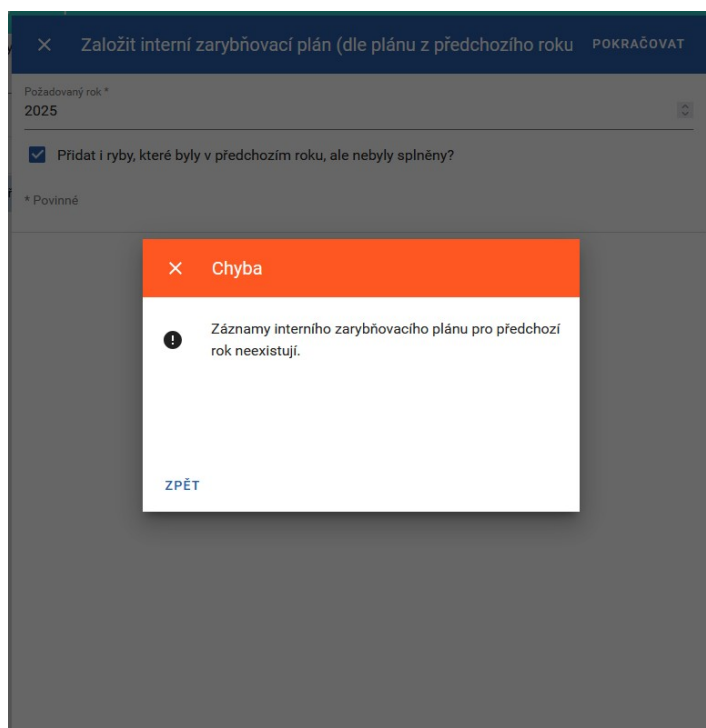 Založit interní zarybňovací plán (dle plánu z předchozího roku
POKRAČOVAT
Požadovaný rok *
2025
Přidat i ryby, které byly v předchozím roku, ale nebyly splněny?
* Povinné
Chyba
Záznamy interního zarybňovacího plánu pro předchozí
rok neexistují.
ZPĚT